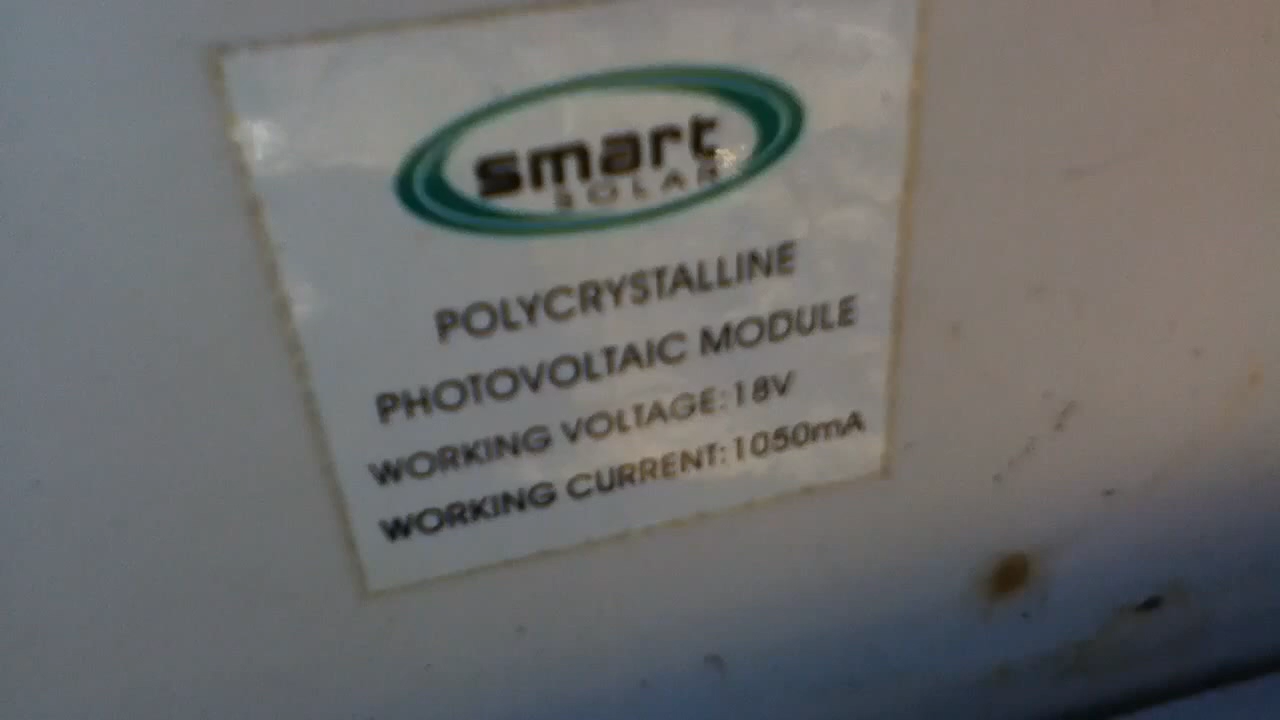 smart
SOLAR
POLYCRYSTALLINE
PHOTOVOLTAIC MODULE
WORKING VOLTAGE:18V
WORKING CURRENT:1050mA